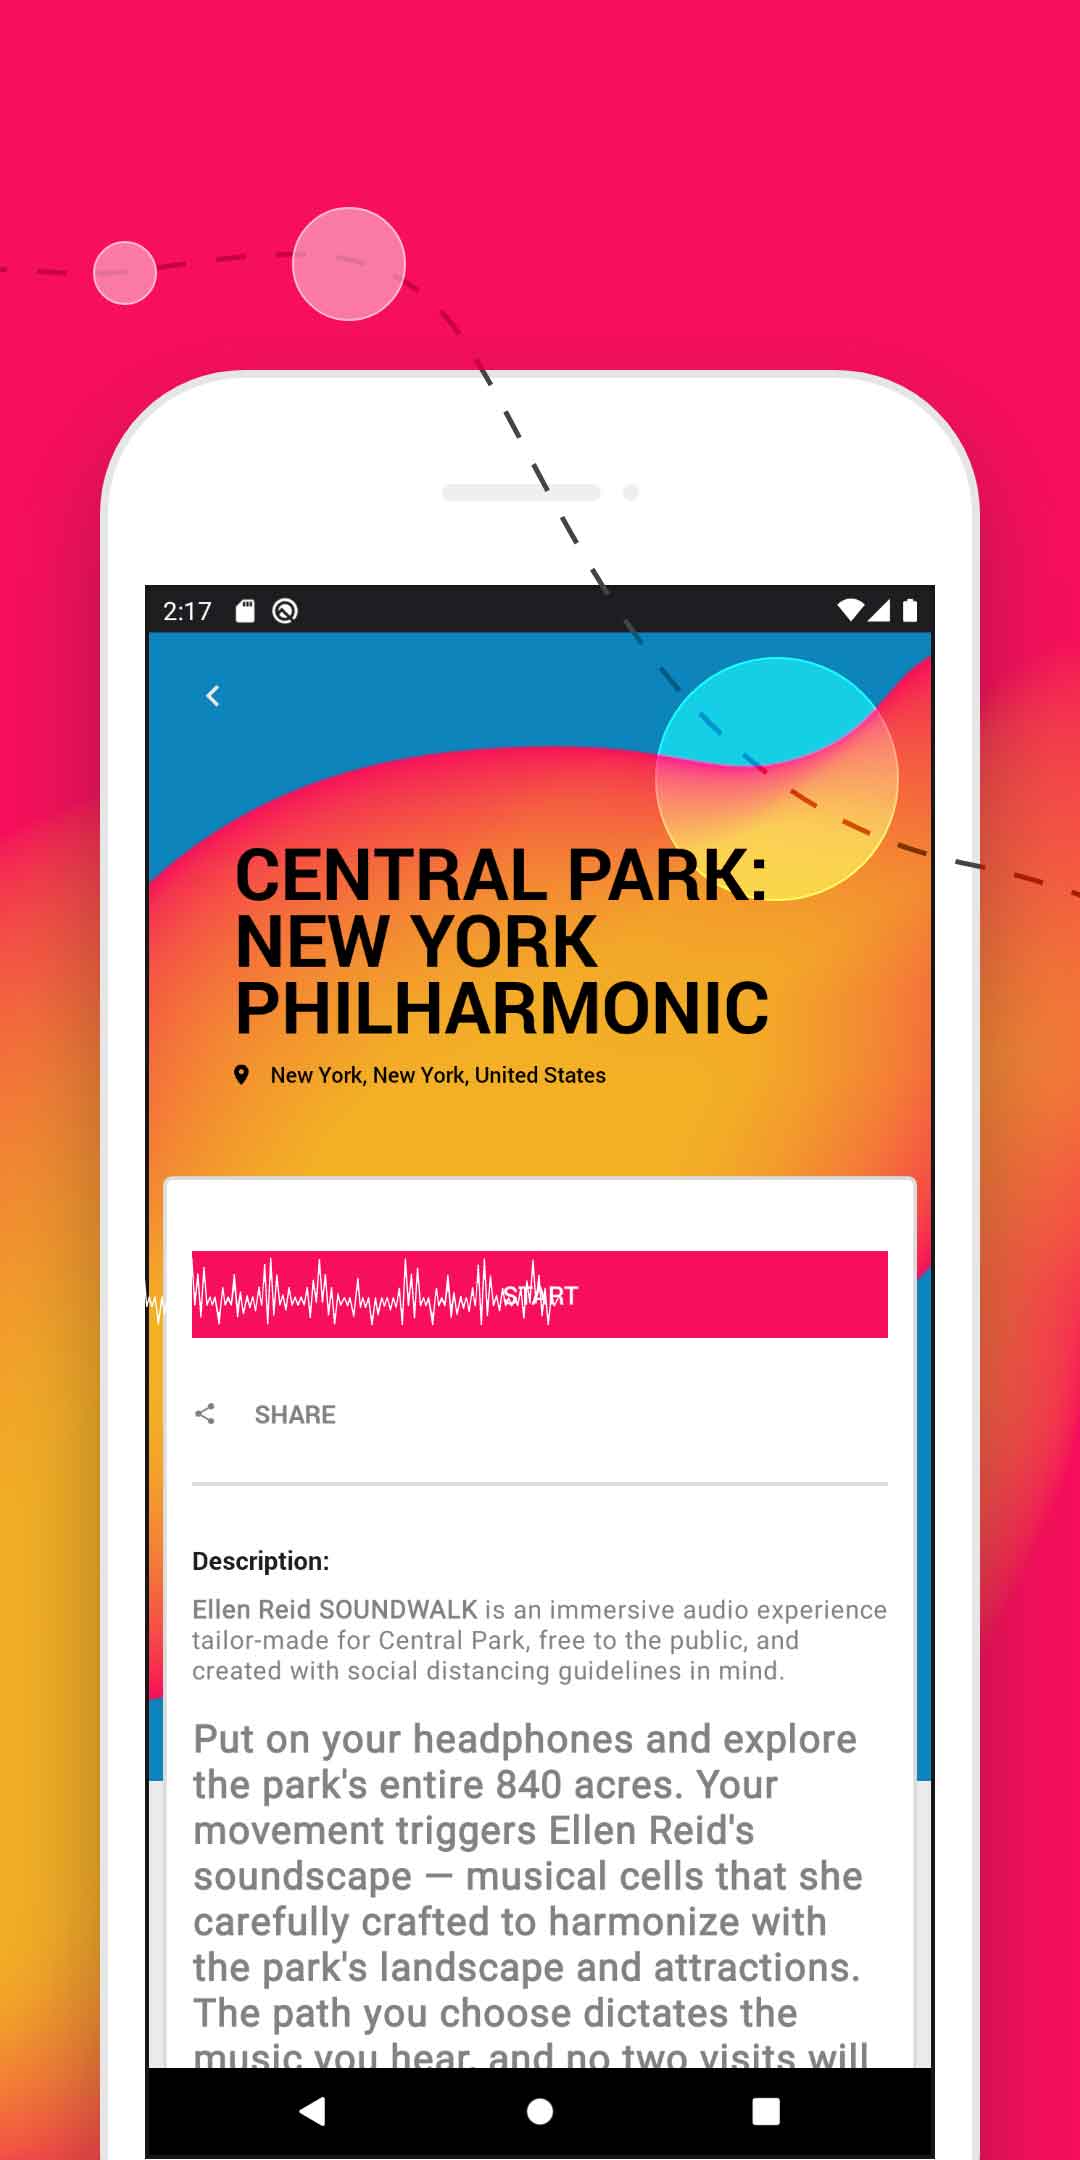 2:17
CENTRAL PARK:
NEW YORK
PHILHARMONIC
New York, New York, United States
START
SHARE
Description:
Ellen Reid SOUNDWALK is an immersive audio experience
tailor-made for Central Park, free to the public, and
created with social distancing guidelines in mind.
Put on your headphones and explore
the park's entire 840 acres. Your
movement triggers Ellen Reid's
soundscape — musical cells that she
carefully crafted to harmonize with
the park's landscape and attractions.
The path you choose dictates the
music you hear, and no two visits will